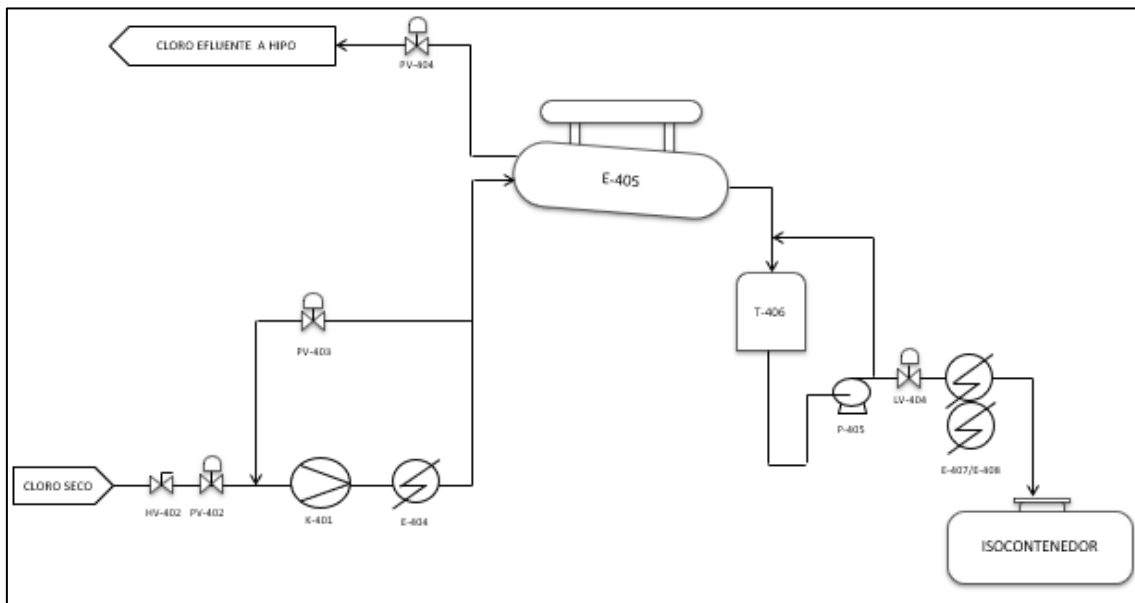 CLORO EFLUENTE A HIPO
PV-404
E-405
T-406
PV-403
P-405
LV-404
E-407/E-408
CLORO SECO
HV-402
PV-402
K-401
E-404
ISOCONTENEDOR